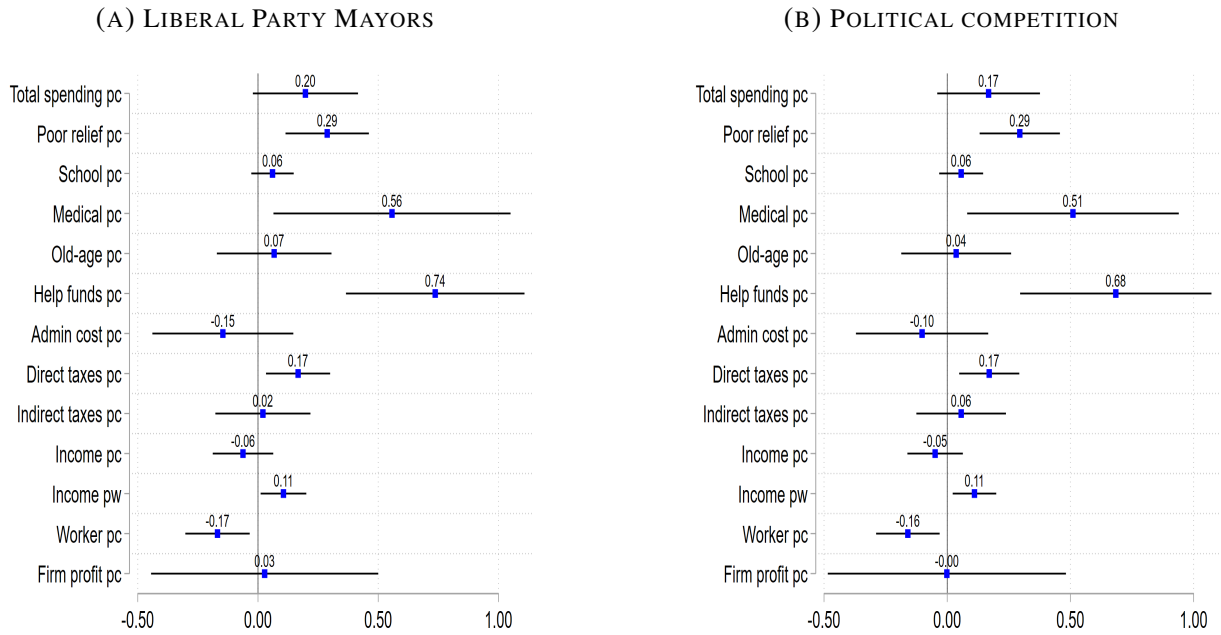 (A) LIBERAL PARTY MAYORS
Total spending pc 0.20
Poor relief pc 0.29
School pc 0.06
Medical pc 0.56
Old-age pc 0.07
Help funds pc 0.74
Admin cost pc -0.15
Direct taxes pc 0.17
Indirect taxes pc 0.02
Income pc -0.06
Income pw 0.11
Worker pc -0.17
Firm profit pc 0.03
-0.50 0.00 0.50 1.00
(B) POLITICAL COMPETITION
Total spending pc 0.17
Poor relief pc 0.29
School pc 0.06
Medical pc 0.51
Old-age pc 0.04
Help funds pc 0.68
Admin cost pc -0.10
Direct taxes pc 0.17
Indirect taxes pc 0.06
Income pc -0.05
Income pw 0.11
Worker pc -0.16
Firm profit pc -0.00
-0.50 0.00 0.50 1.00